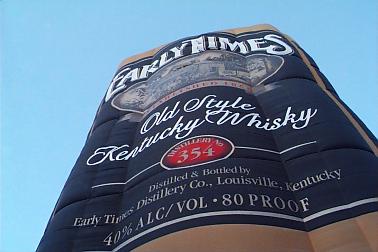 EARLY TIMES
Old Style
Kentucky Whisky
DISTILLERY NO.
354
Distilled & Bottled by
Early Times Distillery Co., Louisville, Kentucky
40% ALC/VOL · 80 PROOF